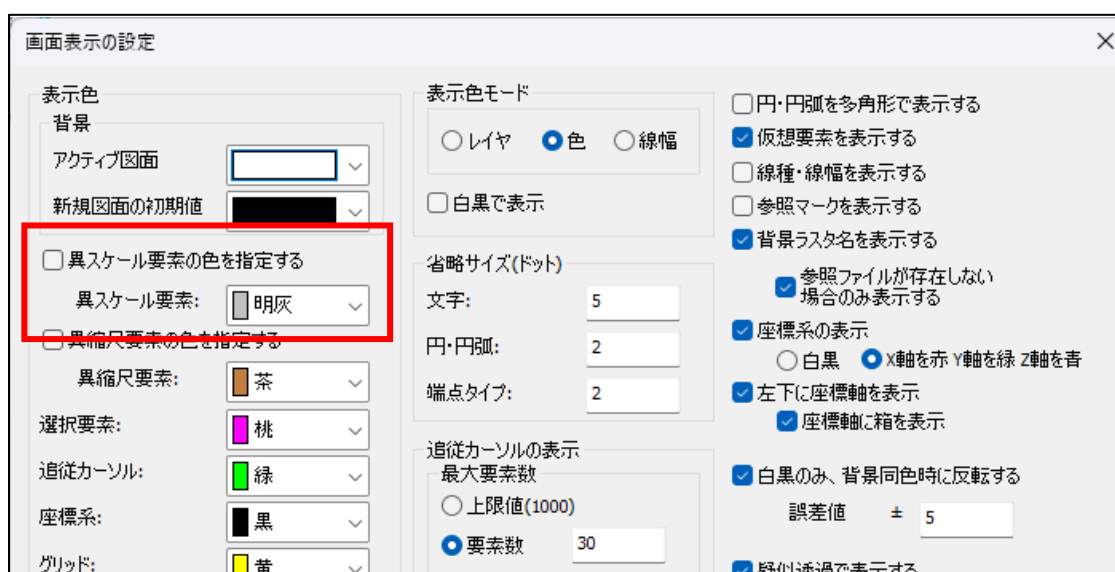 画面表示の設定
表示色
背景
アクティブ図面
新規図面の初期値
異スケール要素の色を指定する
異スケール要素: 明灰
異縮尺要素の色を指定する
異縮尺要素: 茶
選択要素: 桃
追従カーソル: 緑
座標系: 黒
グリッド: 黄
表示色モード
レイヤ 色 線幅
白黒で表示
省略サイズ(ドット)
文字: 5
円・円弧: 2
端点タイプ: 2
追従カーソルの表示
最大要素数
上限値(1000)
要素数 30
円・円弧を多角形で表示する
仮想要素を表示する
線種・線幅を表示する
参照マークを表示する
背景ラスタ名を表示する
参照ファイルが存在しない
場合のみ表示する
座標系の表示
白黒 X軸を赤 Y軸を緑 Z軸を青
左下に座標軸を表示
座標軸に箱を表示
白黒のみ、背景同色時に反転する
誤差値 ± 5
疑似透過で表示する